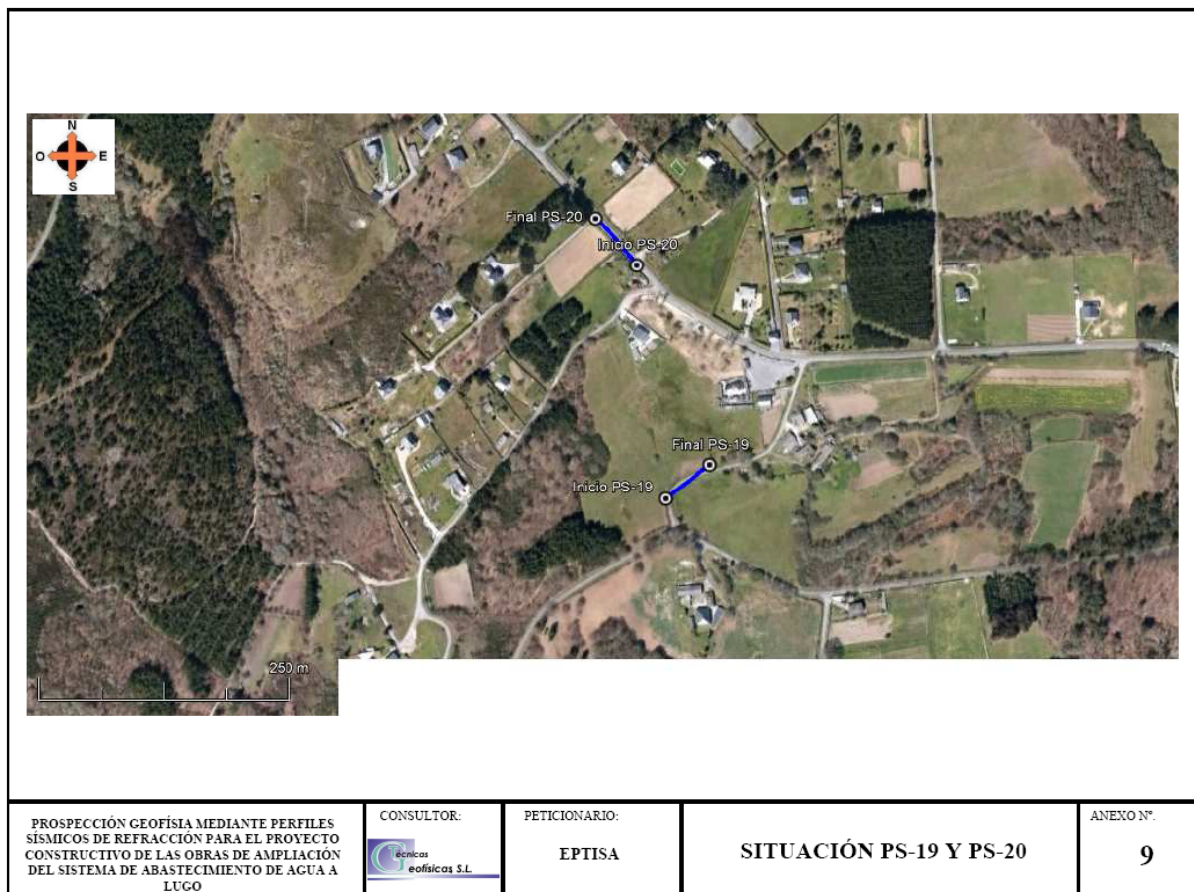 N
O
E
S
Final PS-20
Inicio PS-20
Final PS-19
Inicio PS-19
250 m
PROSPECCIÓN GEOFÍSIA MEDIANTE PERFILES
SÍSMICOS DE REFRACCIÓN PARA EL PROYECTO
CONSTRUCTIVO DE LAS OBRAS DE AMPLIACIÓN
DEL SISTEMA DE ABASTECIMIENTO DE AGUA A
LUGO
CONSULTOR:
Técnicas
Geofísicas S.L.
PETICIONARIO:
EPTISA
SITUACIÓN PS-19 Y PS-20
ANEXO Nº.
9